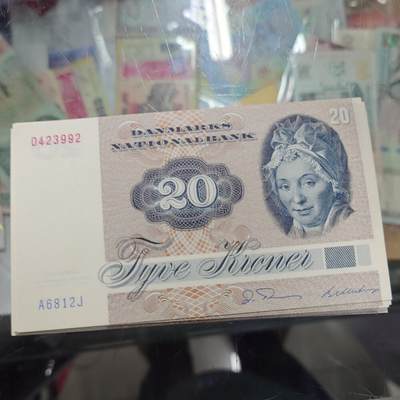 0423992
DANMARKS
NATIONALBANK
20
20
Tyve Kroner
A6812J